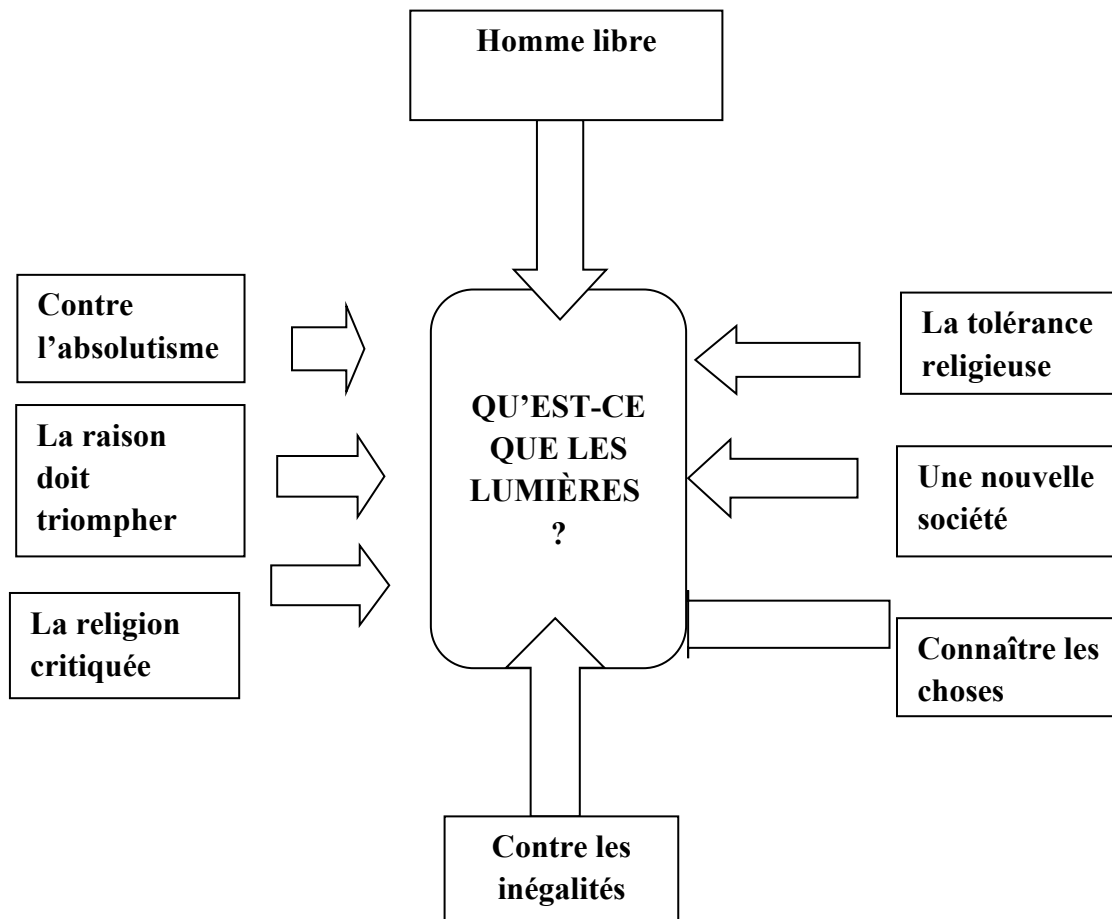 Homme libre
Contre
l’absolutisme
La raison
doit
triompher
La religion
critiquée
QU’EST-CE
QUE LES
LUMIÈRES
?
La tolérance
religieuse
Une nouvelle
société
Connaître les
choses
Contre les
inégalités